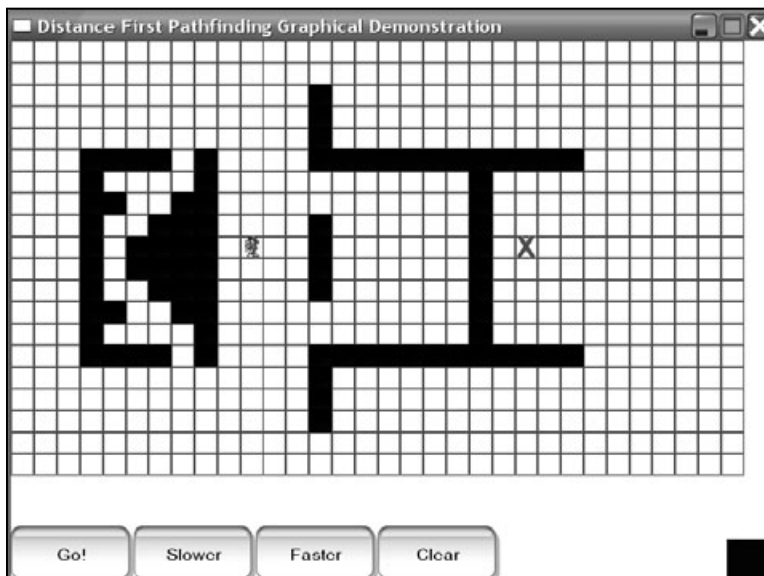 Distance First Pathfinding Graphical Demonstration
X
Go! Slower Faster Clear